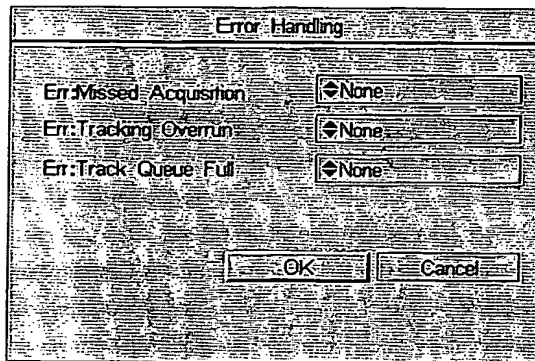 Error Handling
Err:Missed Acquisition ◆None
Err:Tracking Overrun ◆None
Err:Track Queue Full ◆None
OK Cancel